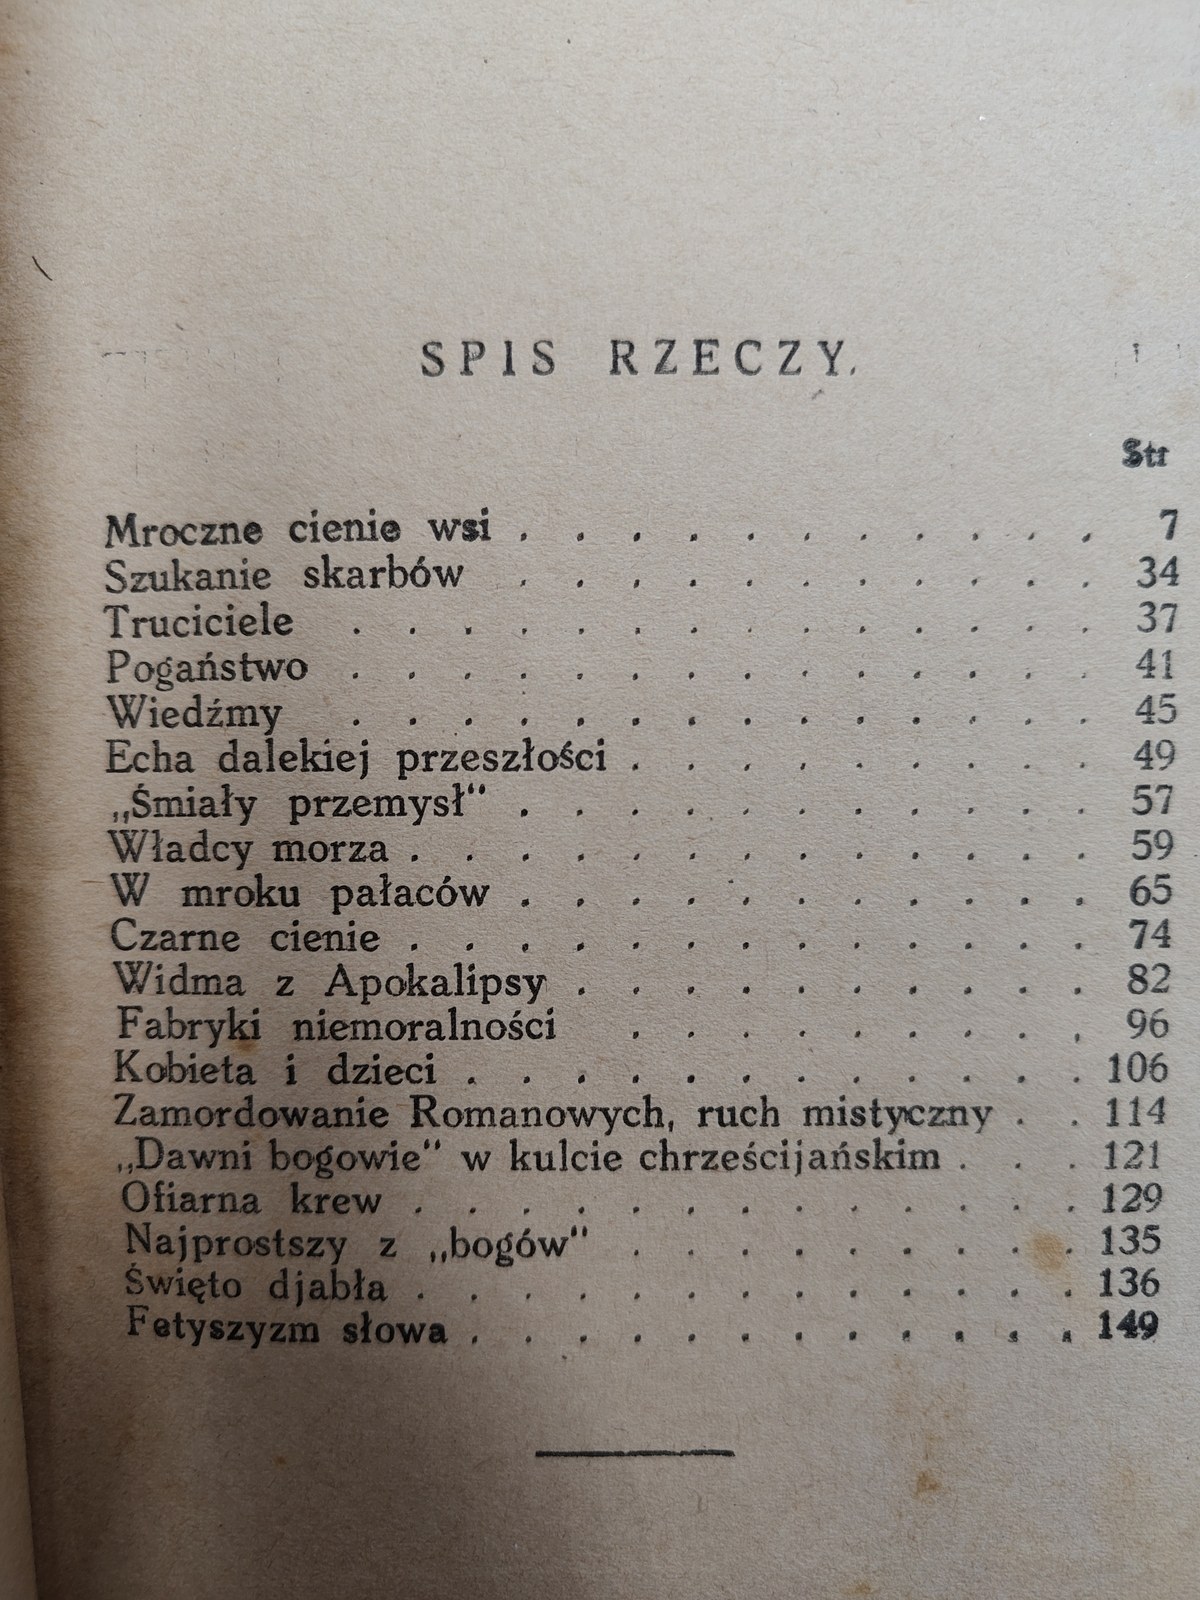 SPIS RZECZY.
Str
Mroczne cienie wsi . . . . . . . . . . . 7
Szukanie skarbów . . . . . . . . . . . 34
Truciciele . . . . . . . . . . . . . . 37
Pogaństwo . . . . . . . . . . . . . . 41
Wiedźmy . . . . . . . . . . . . . . 45
Echa dalekiej przeszłości . . . . . . . . . 49
„Śmiały przemysł“ . . . . . . . . . . . 57
Władcy morza . . . . . . . . . . . . . 59
W mroku pałaców . . . . . . . . . . . 65
Czarne cienie . . . . . . . . . . . . . 74
Widma z Apokalipsy . . . . . . . . . . 82
Fabryki niemoralności . . . . . . . . . 96
Kobieta i dzieci . . . . . . . . . . . . 106
Zamordowanie Romanowych, ruch mistyczny . . 114
„Dawni bogowie“ w kulcie chrześcijańskim . . . 121
Ofiarna krew . . . . . . . . . . . . . 129
Najprostszy z „bogów“ . . . . . . . . . 135
Święto djabła . . . . . . . . . . . . . 136
Fetyszyzm słowa . . . . . . . . . . . . 149